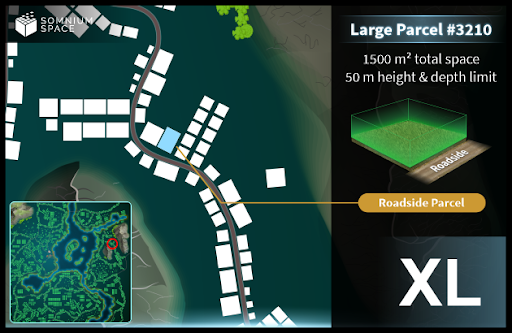 SOMNIUM
SPACE
Large Parcel #3210
1500 m² total space
50 m height & depth limit
Roadside
Roadside Parcel
XL